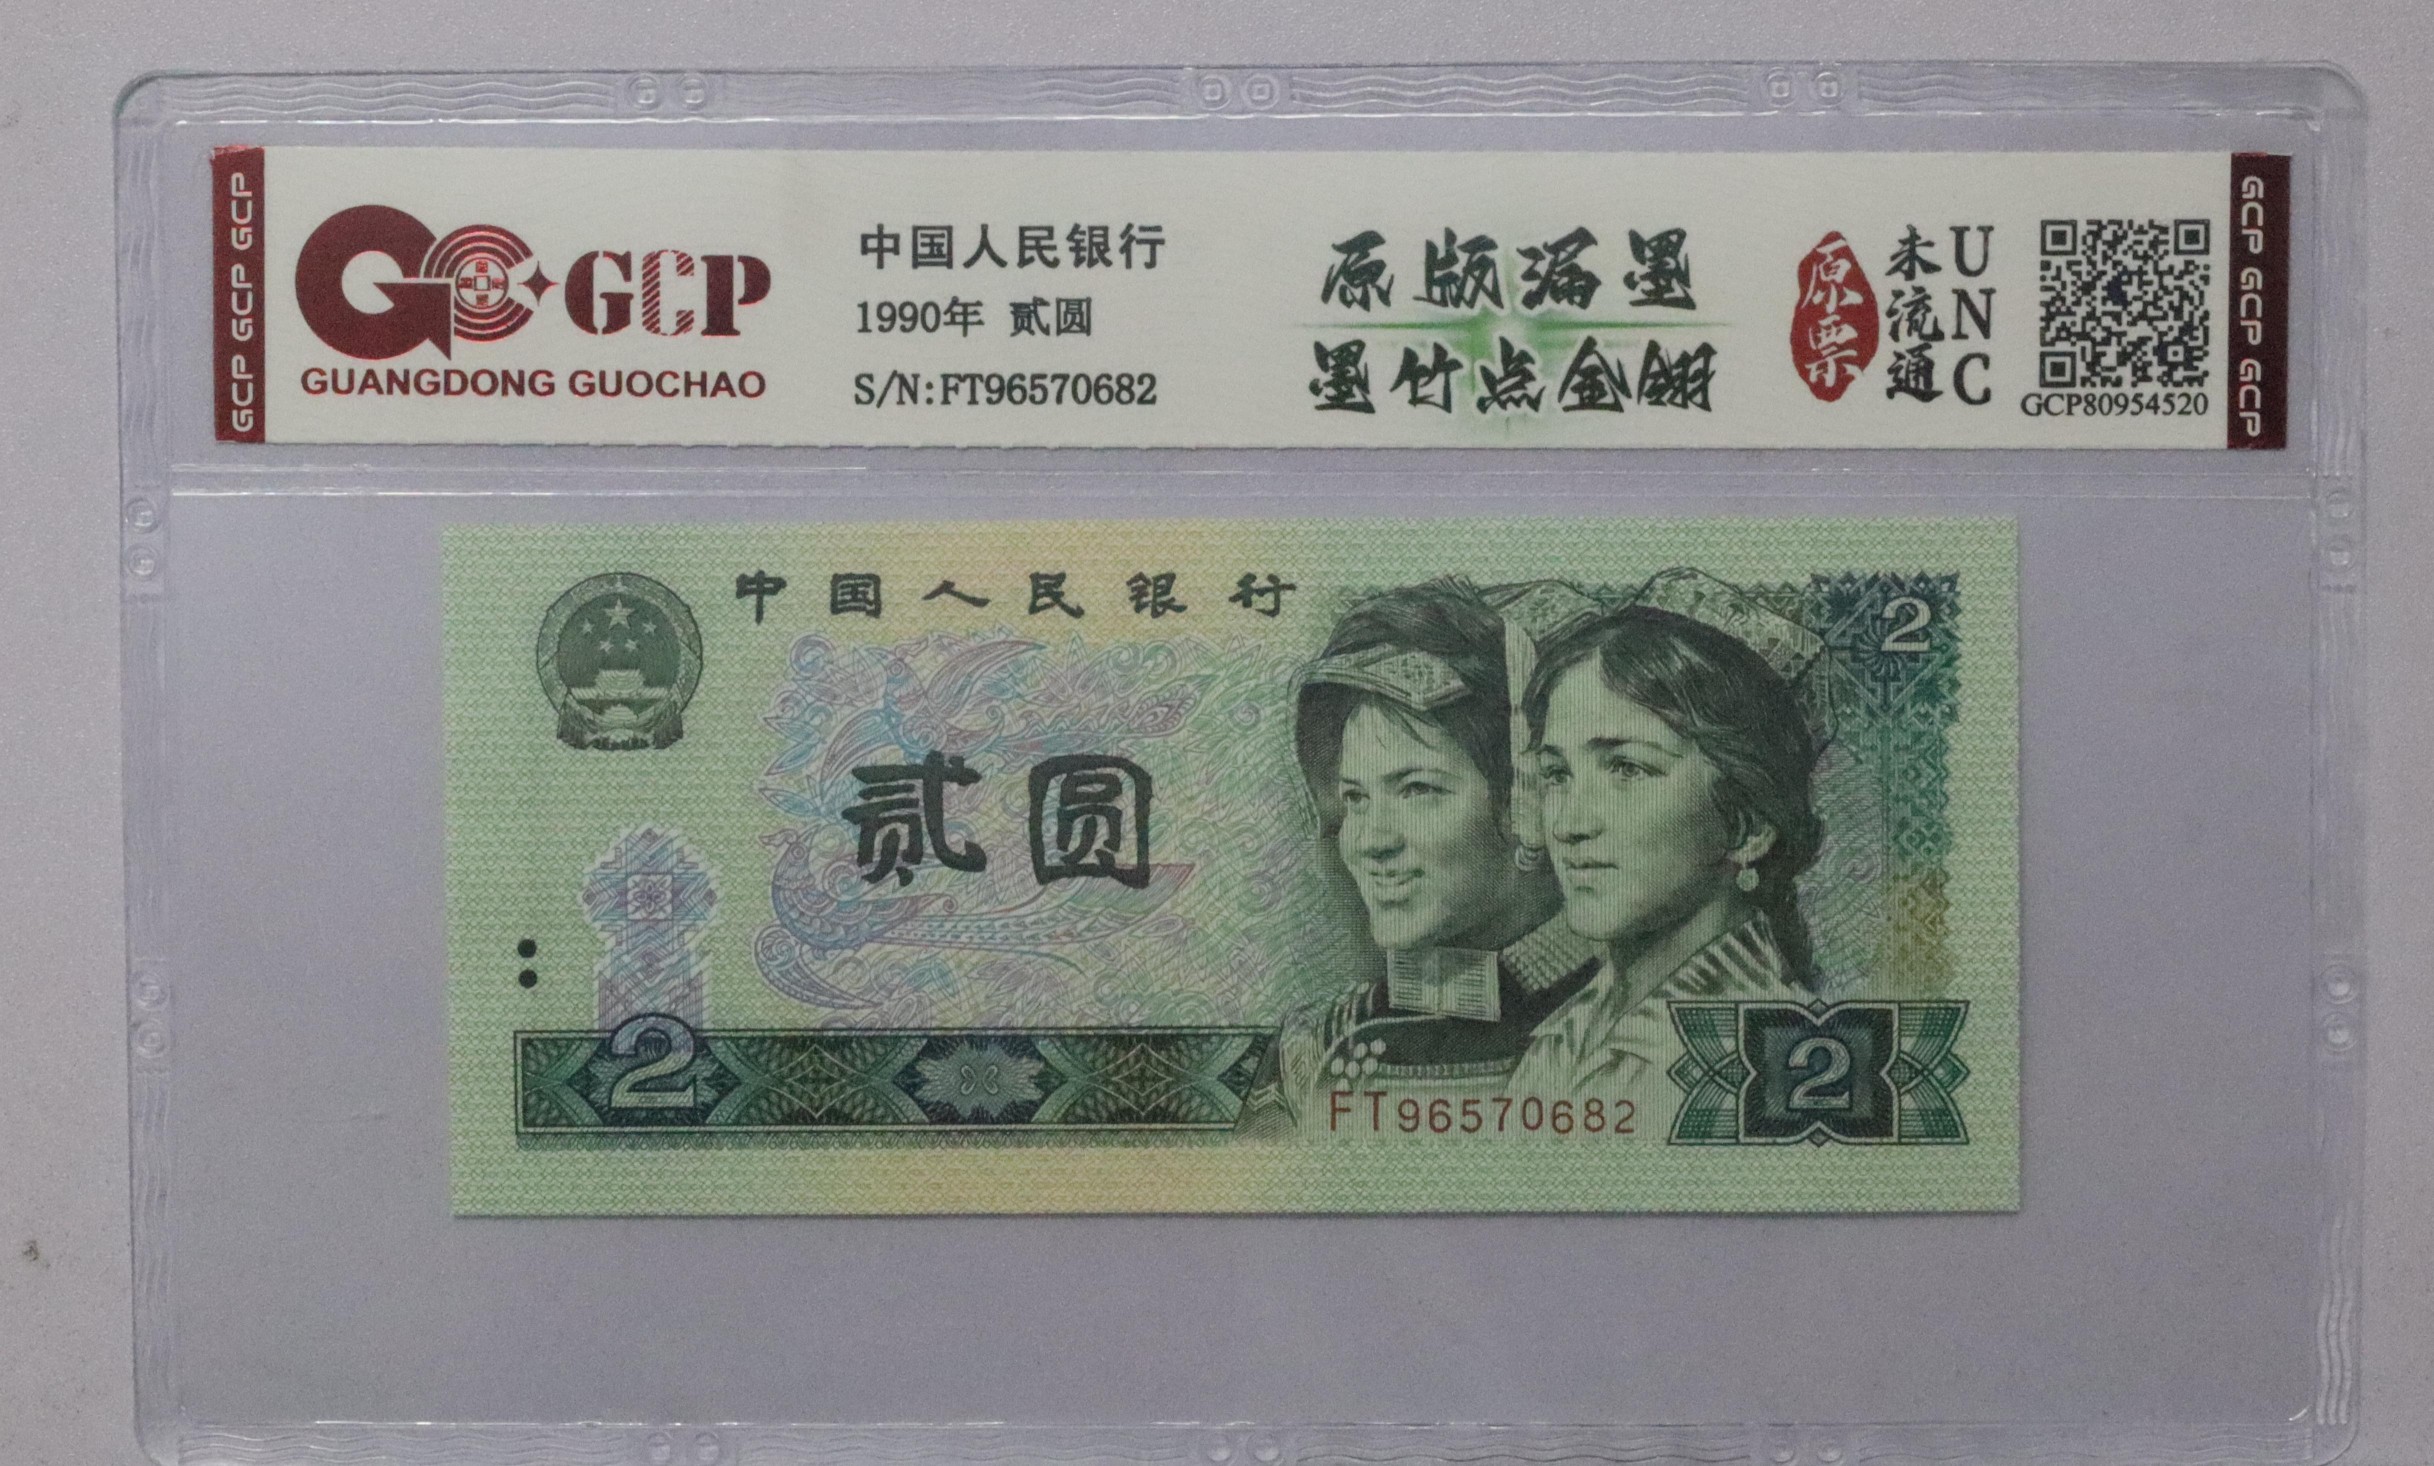 GCP GCP GCP
GCP
GUANGDONG GUOCHAO
中国人民银行
1990年 贰圆
S/N:FT96570682
原版漏墨
墨竹点金翎
原票
未流通
UNC
GCP80954520
GCP GCP GCP
中国人民银行
2
贰圆
2
FT96570682
2